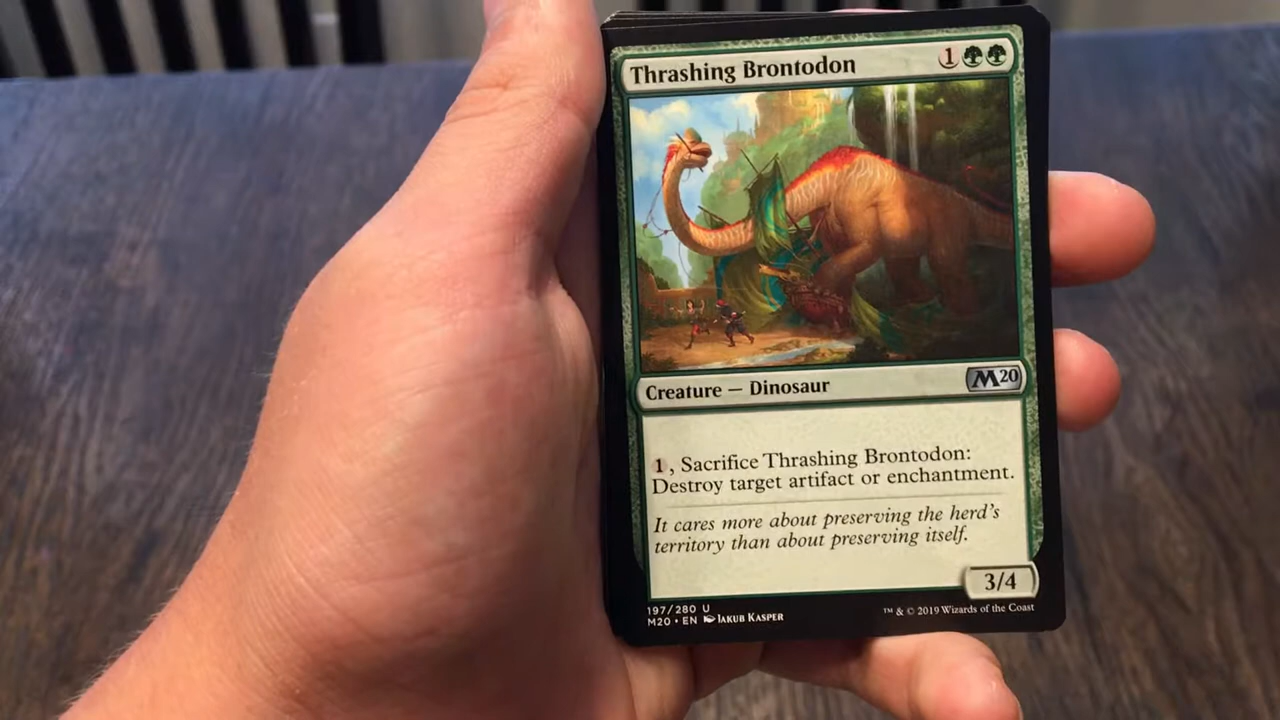 Thrashing Brontodon 1
Creature — Dinosaur M20
1, Sacrifice Thrashing Brontodon:
Destroy target artifact or enchantment.
It cares more about preserving the herd's
territory than about preserving itself.
3/4
197/280 U
M20 • EN Jakub Kasper
™ & © 2019 Wizards of the Coast